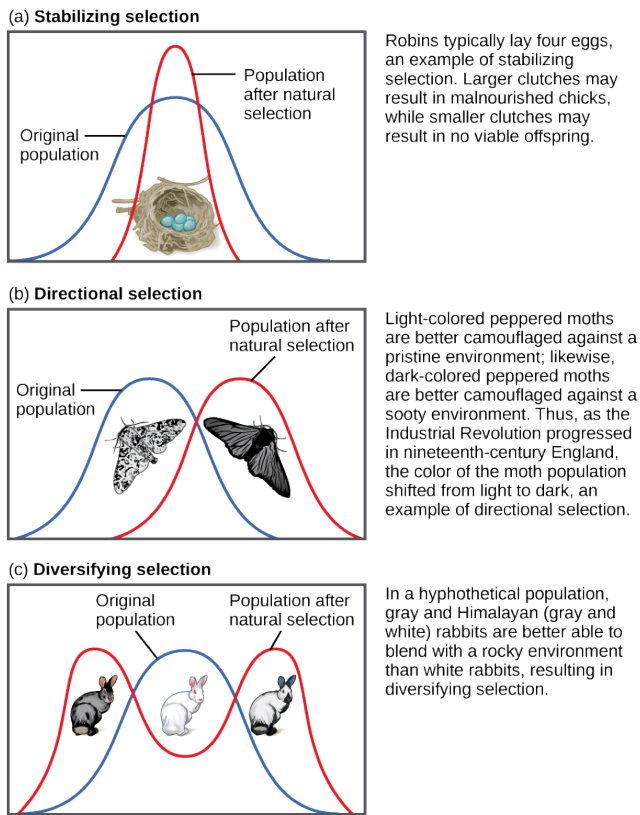 (a) Stabilizing selection
Population
after natural
selection
Original
population
Robins typically lay four eggs,
an example of stabilizing
selection. Larger clutches may
result in malnourished chicks,
while smaller clutches may
result in no viable offspring.
(b) Directional selection
Population after
natural selection
Original
population
Light-colored peppered moths
are better camouflaged against a
pristine environment; likewise,
dark-colored peppered moths
are better camouflaged against a
sooty environment. Thus, as the
Industrial Revolution progressed
in nineteenth-century England,
the color of the moth population
shifted from light to dark, an
example of directional selection.
(c) Diversifying selection
Original
population
Population after
natural selection
In a hyphothetical population,
gray and Himalayan (gray and
white) rabbits are better able to
blend with a rocky environment
than white rabbits, resulting in
diversifying selection.